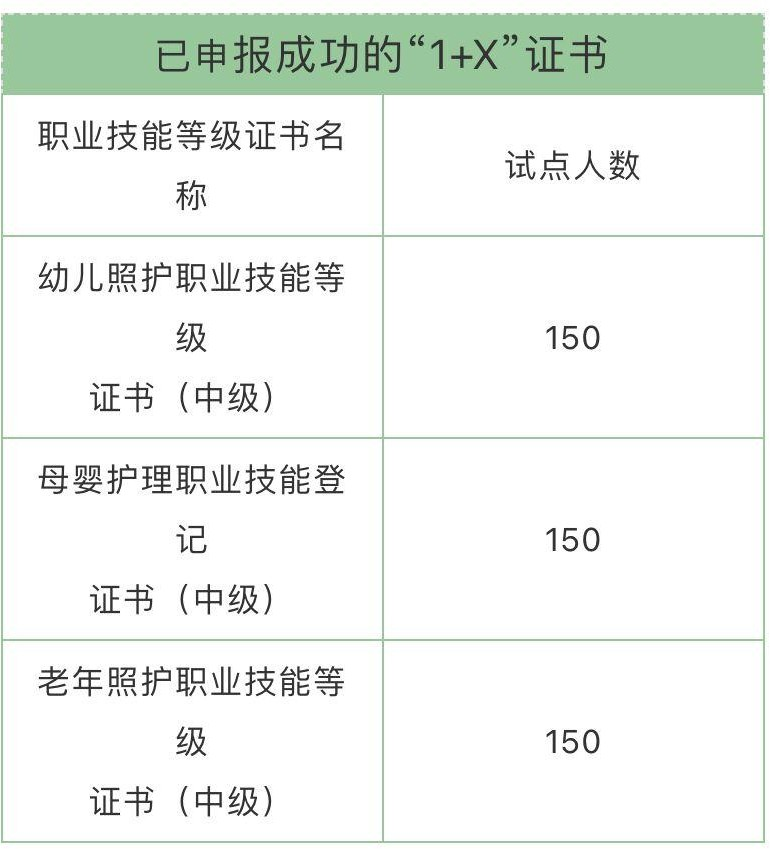 已申报成功的“1+X”证书
职业技能等级证书名
称
试点人数
幼儿照护职业技能等
级
证书（中级）
150
母婴护理职业技能登
记
证书（中级）
150
老年照护职业技能等
级
证书（中级）
150